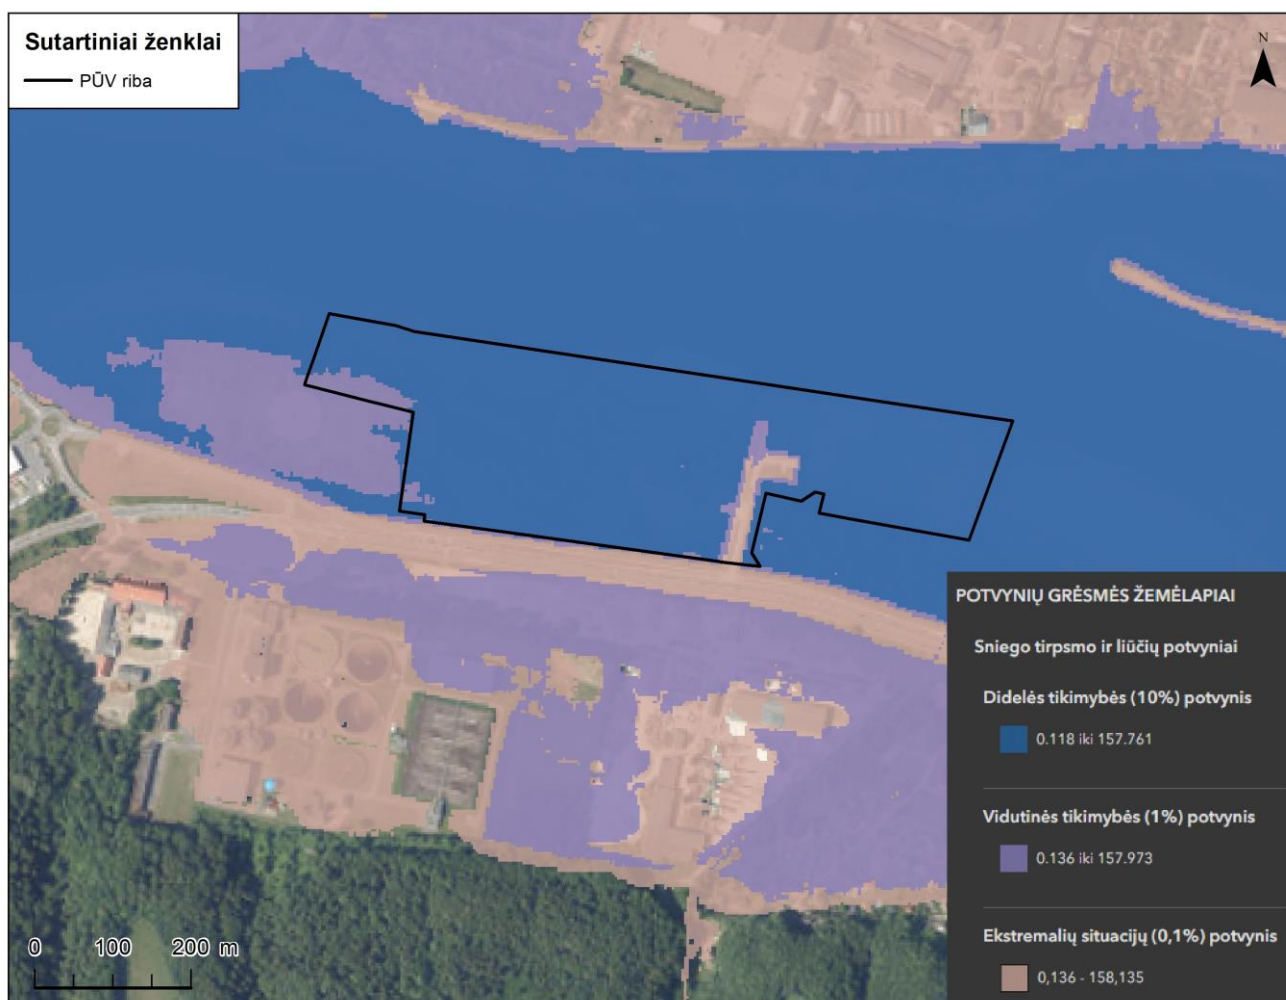 Sutartiniai ženklai
PŪV riba
N
POTVYNIŲ GRĖSMĖS ŽEMĖLAPIAI
Sniego tirpsmo ir liūčių potvyniai
Didelės tikimybės (10%) potvynis
0.118 iki 157.761
Vidutinės tikimybės (1%) potvynis
0.136 iki 157.973
Ekstremalių situacijų (0,1%) potvynis
0,136 - 158,135
0 100 200 m